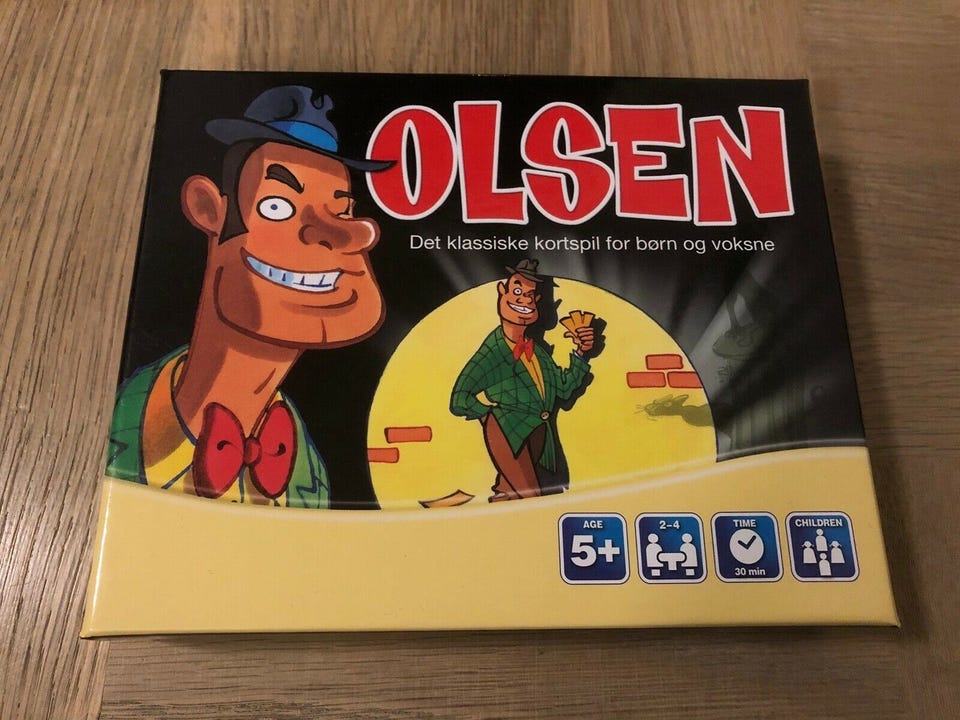 OLSEN
Det klassiske kortspil for børn og voksne
AGE
5+
2-4
TIME
30 min
CHILDREN